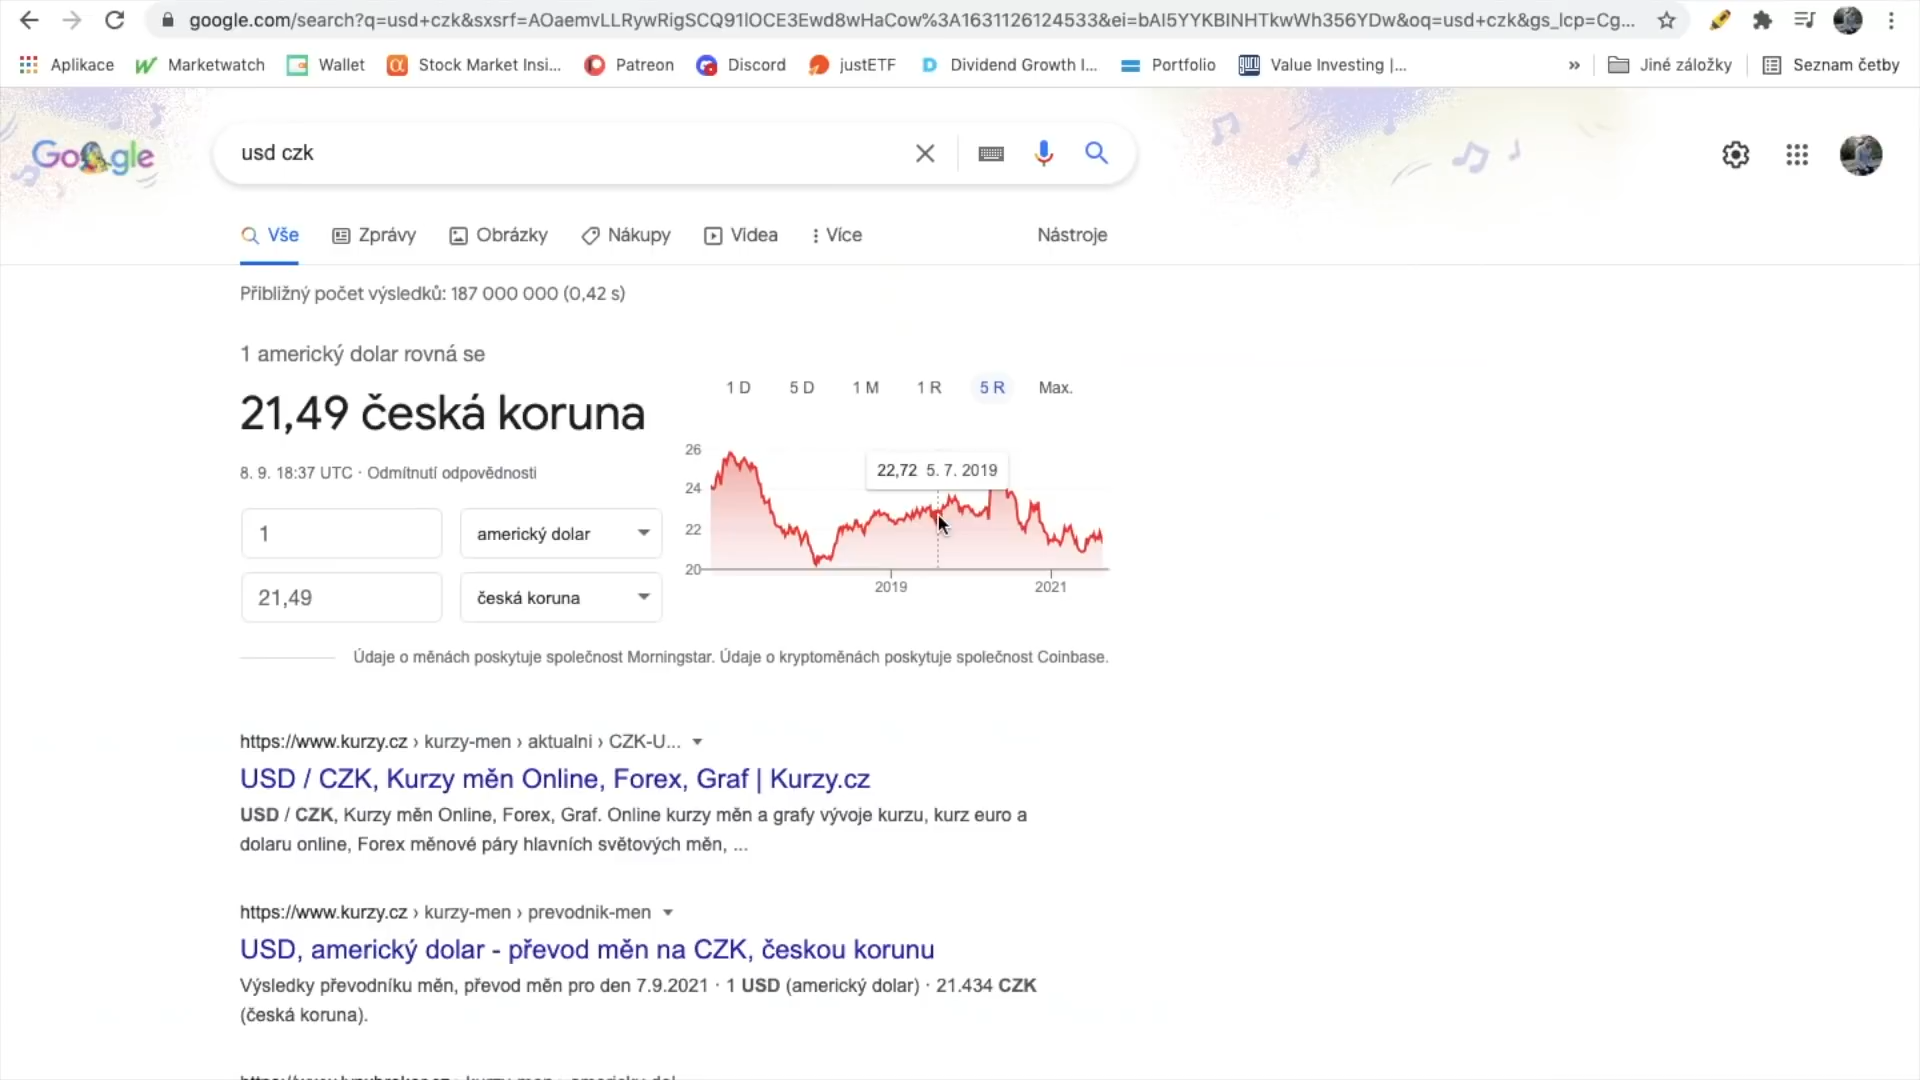 google.com/search?q=usd+czk&sxsrf=AOaemvLLRywRigSCQ91lOCE3Ewd8wHaCow%3A1631126124533&ei=bAI5YYKBINHTkwWh356YDw&oq=usd+czk&gs_lcp=Cg...
Aplikace Marketwatch Wallet Stock Market Insi... Patreon Discord justETF Dividend Growth I... Portfolio Value Investing |... » Jiné záložky Seznam četby
Google
usd czk
Vše Zprávy Obrázky Nákupy Videa Více Nástroje
Přibližný počet výsledků: 187 000 000 (0,42 s)
1 americký dolar rovná se
21,49 česká koruna
8. 9. 18:37 UTC · Odmítnutí odpovědnosti
1 americký dolar
21,49 česká koruna
1 D 5 D 1 M 1 R 5 R Max.
26
24
22
20
22,72 5. 7. 2019
2019 2021
Údaje o měnách poskytuje společnost Morningstar. Údaje o kryptoměnách poskytuje společnost Coinbase.
https://www.kurzy.cz › kurzy-men › aktualni › CZK-U...
USD / CZK, Kurzy měn Online, Forex, Graf | Kurzy.cz
USD / CZK, Kurzy měn Online, Forex, Graf. Online kurzy měn a grafy vývoje kurzu, kurz euro a
dolaru online, Forex měnové páry hlavních světových měn, ...
https://www.kurzy.cz › kurzy-men › prevodnik-men
USD, americký dolar - převod měn na CZK, českou korunu
Výsledky převodníku měn, převod měn pro den 7.9.2021 · 1 USD (americký dolar) · 21.434 CZK
(česká koruna).